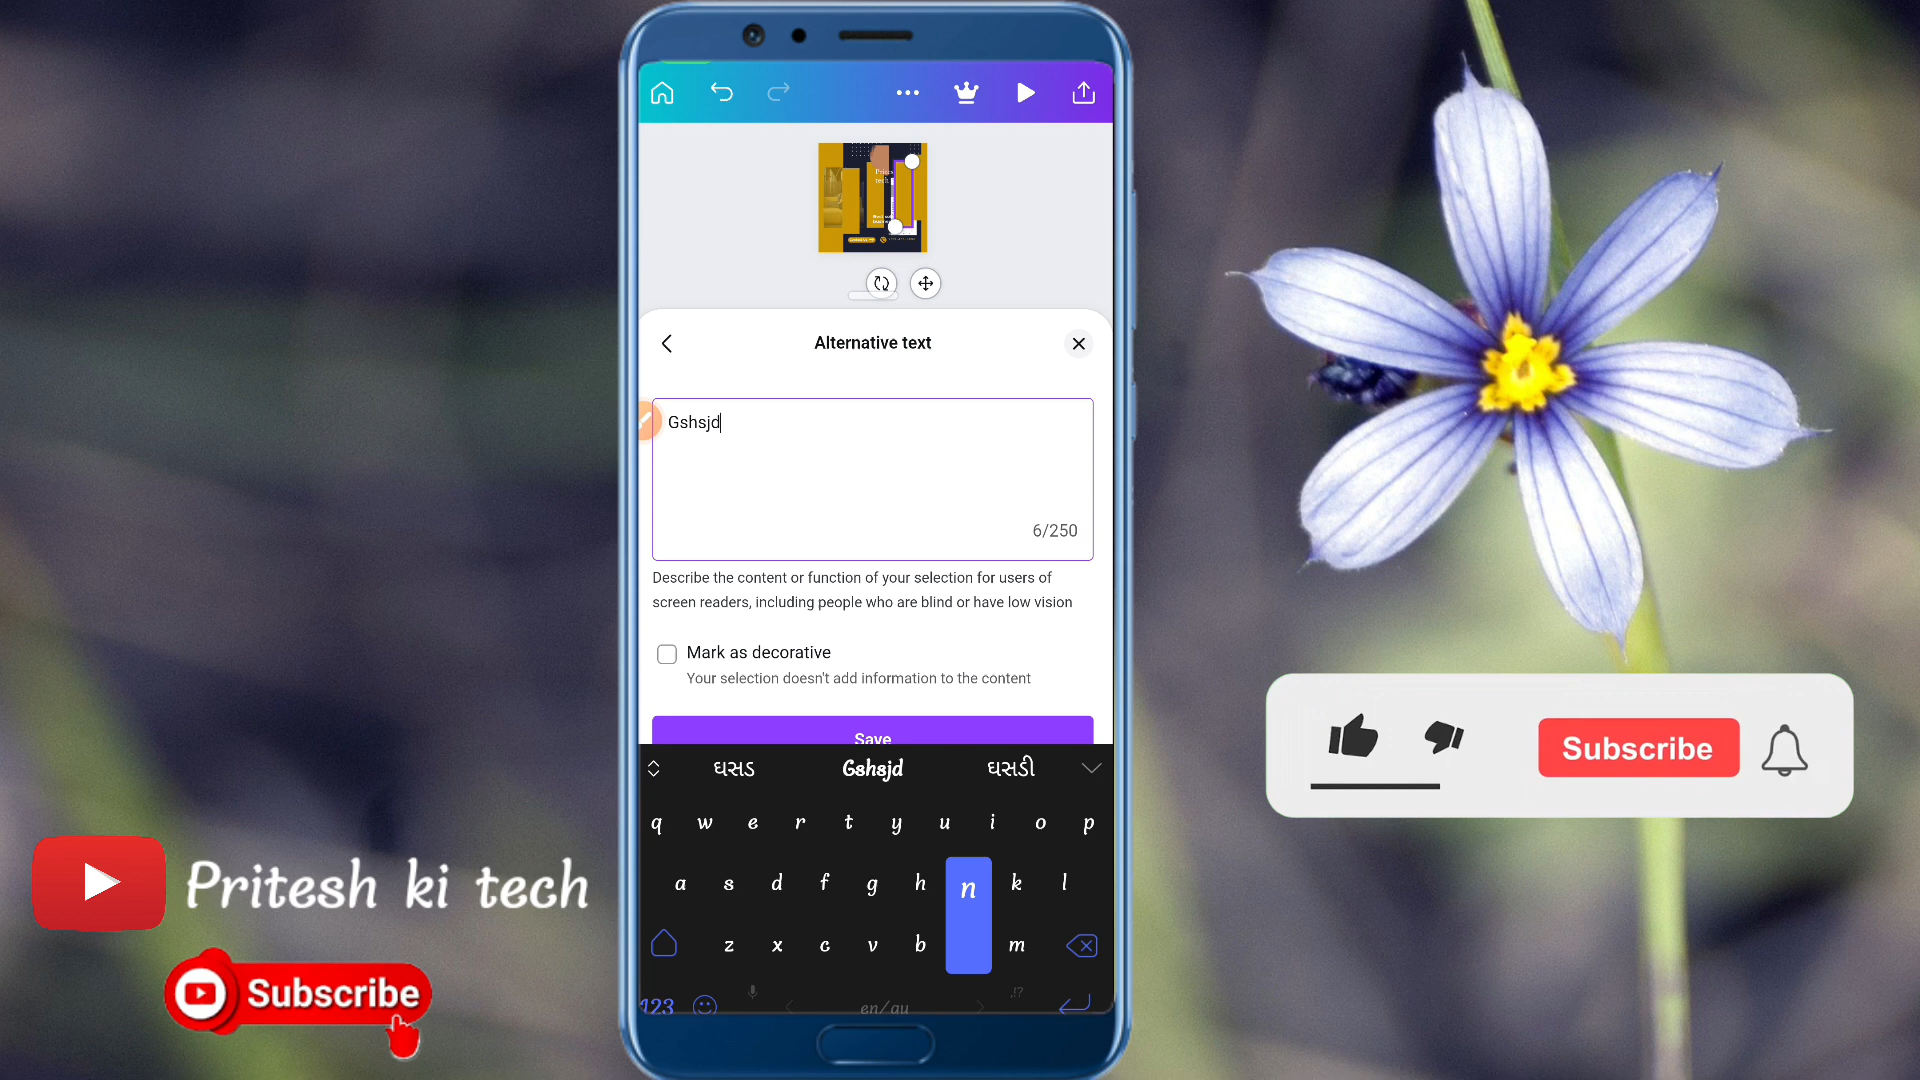 Alternative text
Gshsjd
6/250
Describe the content or function of your selection for users of
screen readers, including people who are blind or have low vision
Mark as decorative
Your selection doesn't add information to the content
Save
ઘસડ Gshsjd ઘસડી
q w e r t y u i o p
a s d f g h n k l
z x c v b m
123 en/gu .!?
Pritesh ki tech
Subscribe
Subscribe